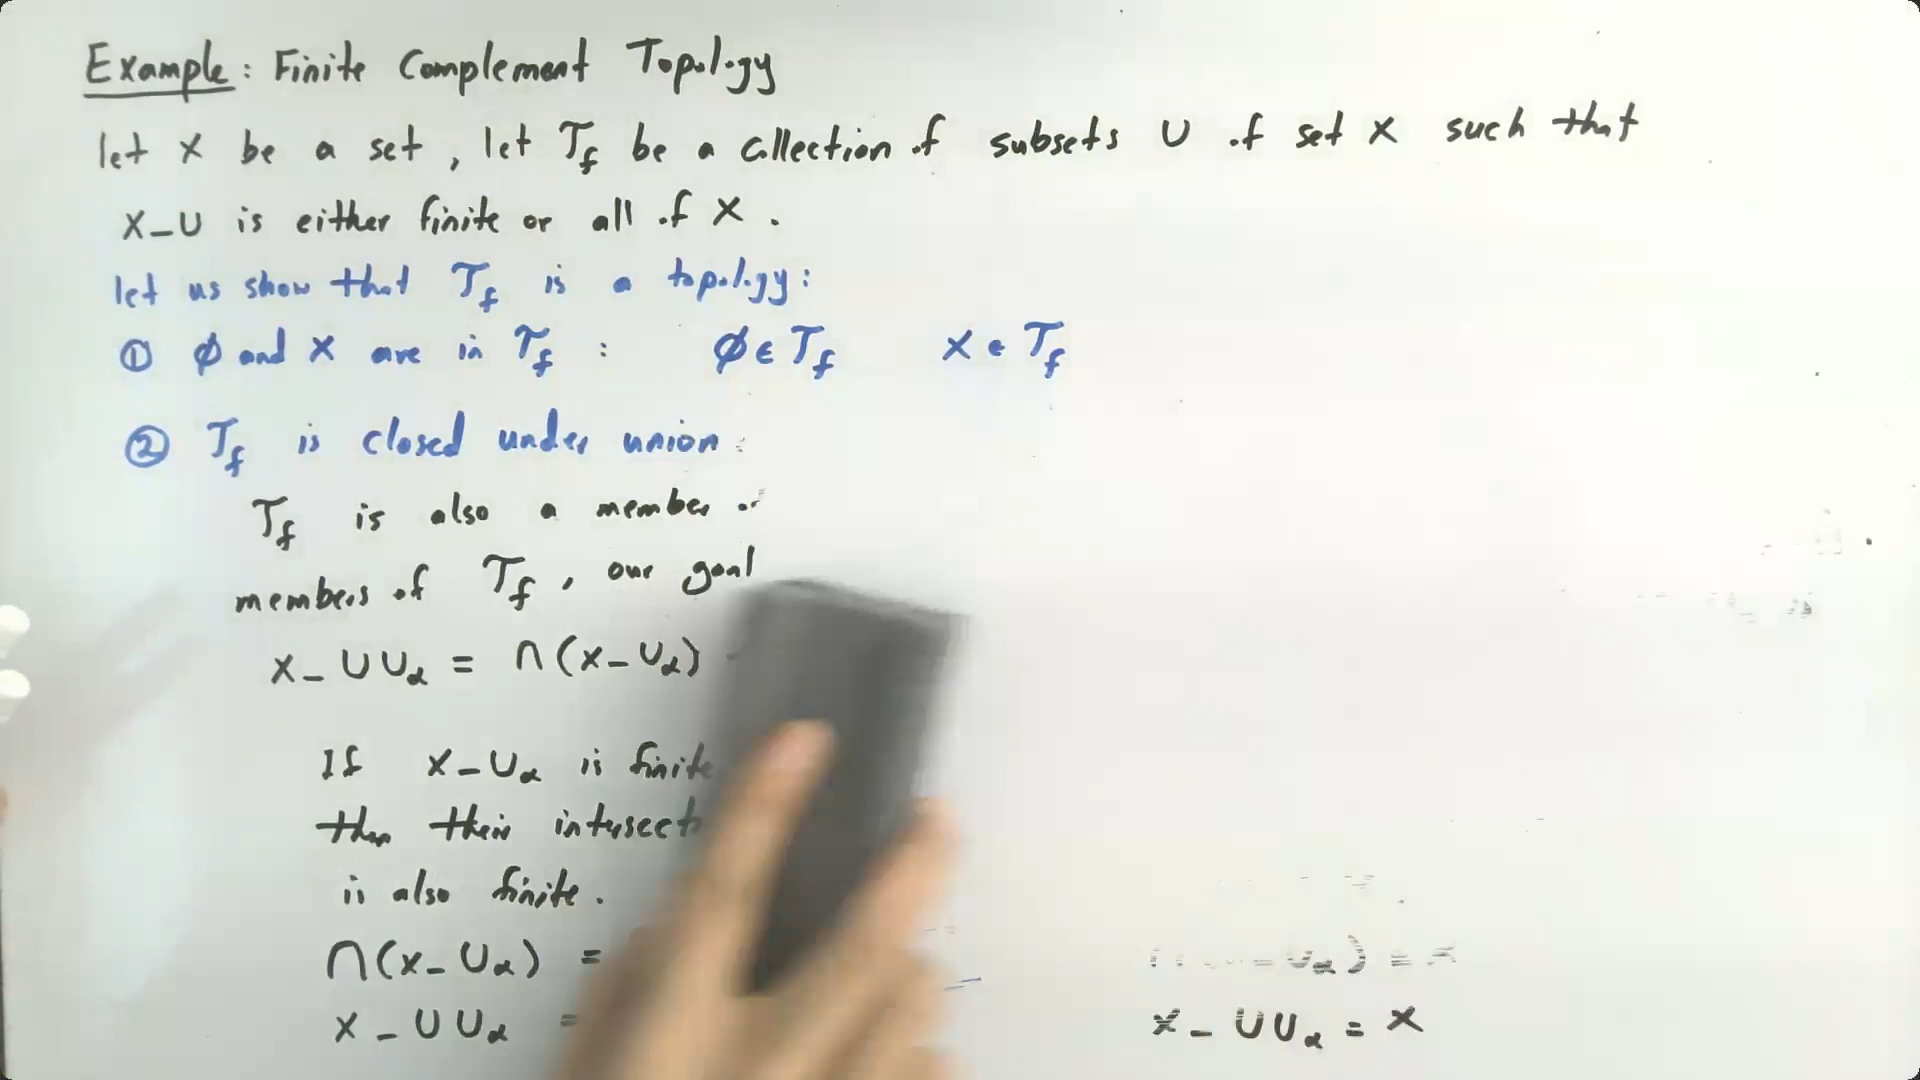 Example: Finite Complement Topology
let X be a set, let T_f be a collection of subsets U of set X such that
X-U is either finite or all of X.
let us show that T_f is a topology:
① ∅ and X are in T_f : ∅ ∈ T_f X ∈ T_f
② T_f is closed under union:
T_f is also a member
members of T_f, our goal
X - ∪U_α = ∩(X-U_α)
If X-U_α is finite
then their
is also finite.
∩(X-U_α) =
X - ∪U_α = X - ∪U_α = X